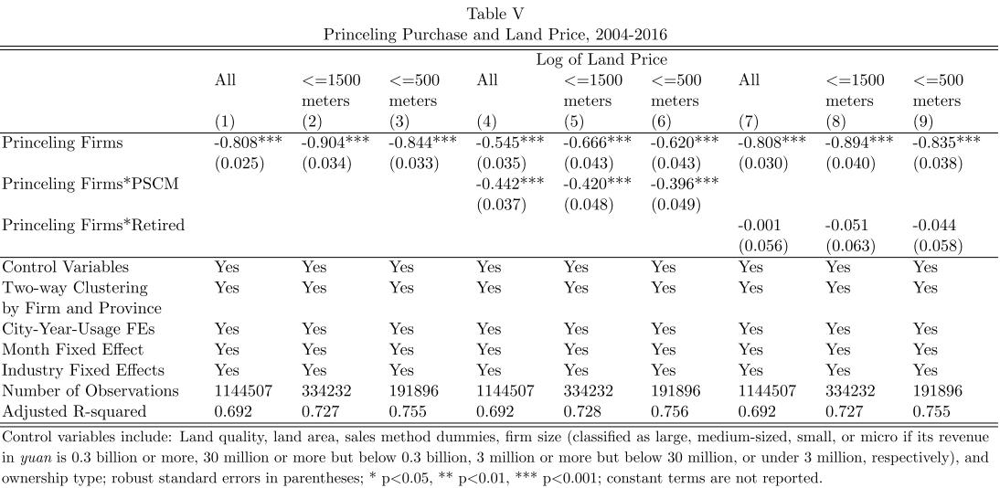 Table V
Princeling Purchase and Land Price, 2004-2016
Log of Land Price
All <=1500 <=500 All <=1500 <=500 All <=1500 <=500
meters meters meters meters meters meters
(1) (2) (3) (4) (5) (6) (7) (8) (9)
Princeling Firms -0.808*** -0.904*** -0.844*** -0.545*** -0.666*** -0.620*** -0.808*** -0.894*** -0.835***
(0.025) (0.034) (0.033) (0.035) (0.043) (0.043) (0.030) (0.040) (0.038)
Princeling Firms*PSCM -0.442*** -0.420*** -0.396***
(0.037) (0.048) (0.049)
Princeling Firms*Retired -0.001 -0.051 -0.044
(0.056) (0.063) (0.058)
Control Variables Yes Yes Yes Yes Yes Yes Yes Yes Yes
Two-way Clustering Yes Yes Yes Yes Yes Yes Yes Yes Yes
by Firm and Province
City-Year-Usage FEs Yes Yes Yes Yes Yes Yes Yes Yes Yes
Month Fixed Effect Yes Yes Yes Yes Yes Yes Yes Yes Yes
Industry Fixed Effects Yes Yes Yes Yes Yes Yes Yes Yes Yes
Number of Observations 1144507 334232 191896 1144507 334232 191896 1144507 334232 191896
Adjusted R-squared 0.692 0.727 0.755 0.692 0.728 0.756 0.692 0.727 0.755
Control variables include: Land quality, land area, sales method dummies, firm size (classified as large, medium-sized, small, or micro if its revenue
in yuan is 0.3 billion or more, 30 million or more but below 0.3 billion, 3 million or more but below 30 million, or under 3 million, respectively), and
ownership type; robust standard errors in parentheses; * p<0.05, ** p<0.01, *** p<0.001; constant terms are not reported.